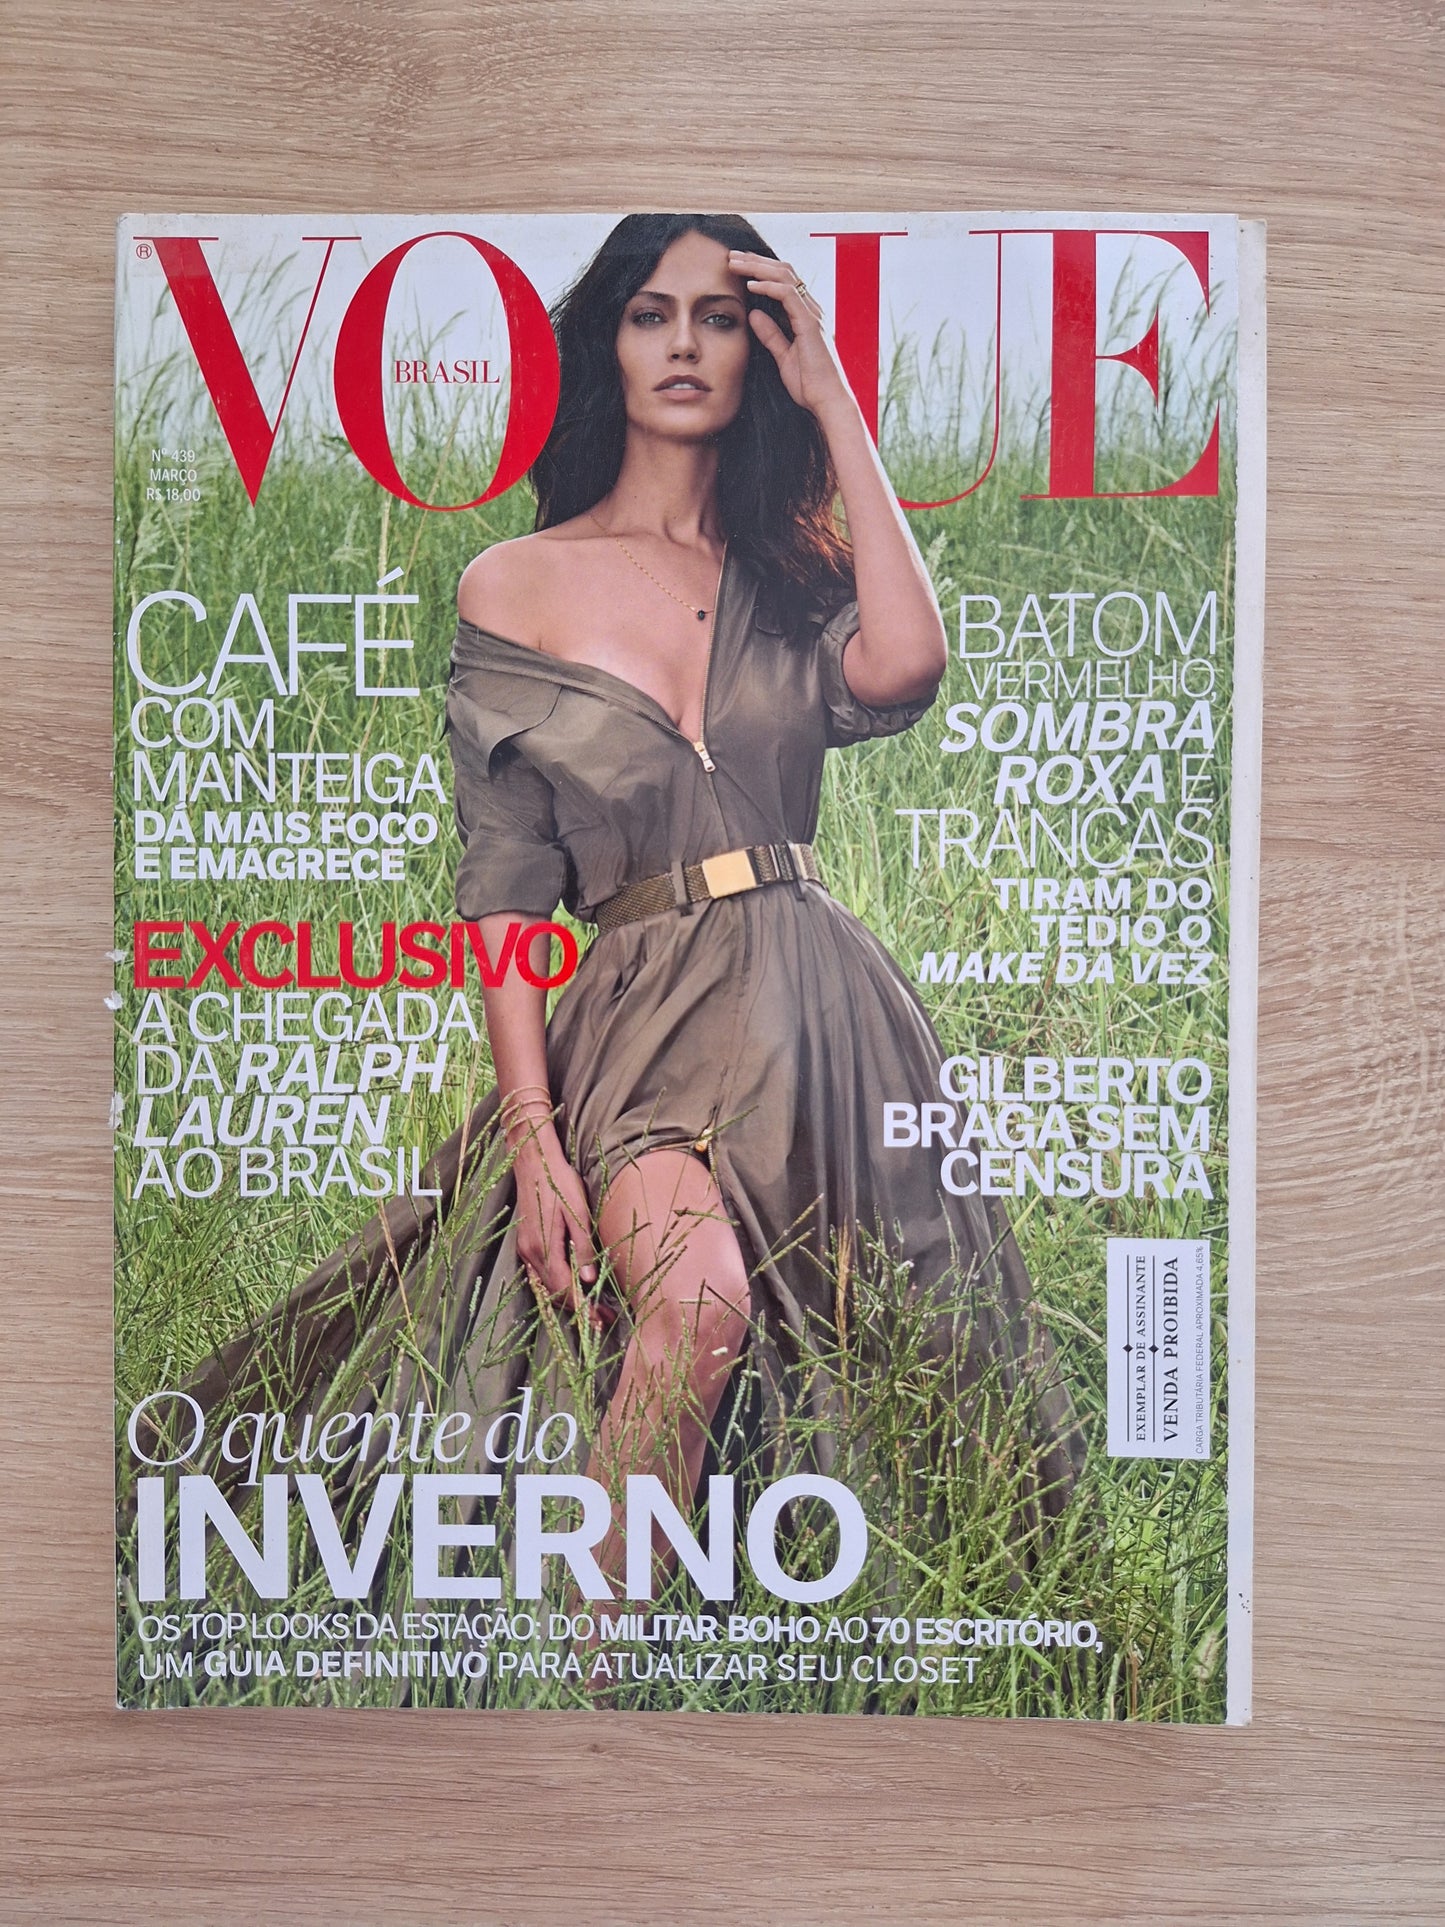 ®
VOGUE
BRASIL
Nº 439
MARÇO
R$ 18,00
CAFÉ
COM
MANTEIGA
DÁ MAIS FOCO
E EMAGRECE
EXCLUSIVO
A CHEGADA
DA RALPH
LAUREN
AO BRASIL
BATOM
VERMELHO,
SOMBRA
ROXA E
TRANÇAS
TIRAM DO
TÉDIO O
MAKE DA VEZ
GILBERTO
BRAGA SEM
CENSURA
EXEMPLAR DE ASSINANTE
VENDA PROIBIDA
CARGA TRIBUTÁRIA FEDERAL APROXIMADA 4,65%
O quente do
INVERNO
OS TOP LOOKS DA ESTAÇÃO: DO MILITAR BOHO AO 70 ESCRITÓRIO,
UM GUIA DEFINITIVO PARA ATUALIZAR SEU CLOSET